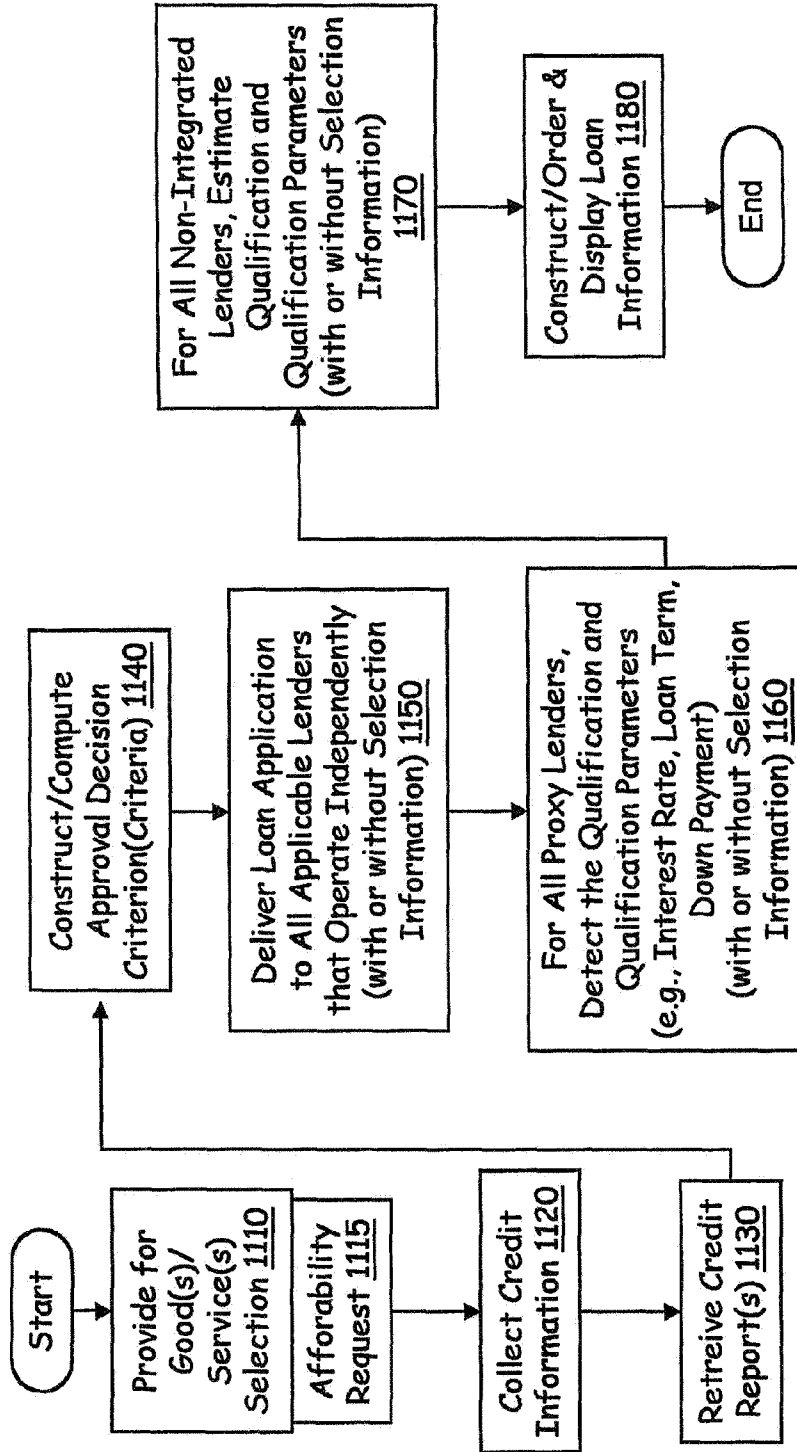 Start
Provide for
Good(s)/
Service(s)
Selection 1110
Afforability
Request 1115
Collect Credit
Information 1120
Retreive Credit
Report(s) 1130
Construct/Compute
Approval Decision
Criterion(Criteria) 1140
Deliver Loan Application
to All Applicable Lenders
that Operate Independently
(with or without Selection
Information) 1150
For All Proxy Lenders,
Detect the Qualification and
Qualification Parameters
(e.g., Interest Rate, Loan Term,
Down Payment)
(with or without Selection
Information) 1160
For All Non-Integrated
Lenders, Estimate
Qualification and
Qualification Parameters
(with or without Selection
Information)
1170
Construct/Order &
Display Loan
Information 1180
End